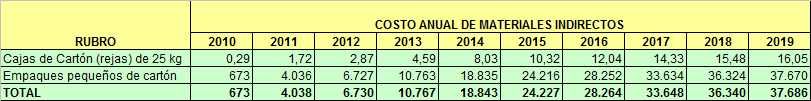 RUBRO COSTO ANUAL DE MATERIALES INDIRECTOS
2010 2011 2012 2013 2014 2015 2016 2017 2018 2019
Cajas de Cartón (rejas) de 25 kg 0,29 1,72 2,87 4,59 8,03 10,32 12,04 14,33 15,48 16,05
Empaques pequeños de cartón 673 4.036 6.727 10.763 18.835 24.216 28.252 33.634 36.324 37.670
TOTAL 673 4.038 6.730 10.767 18.843 24.227 28.264 33.648 36.340 37.686